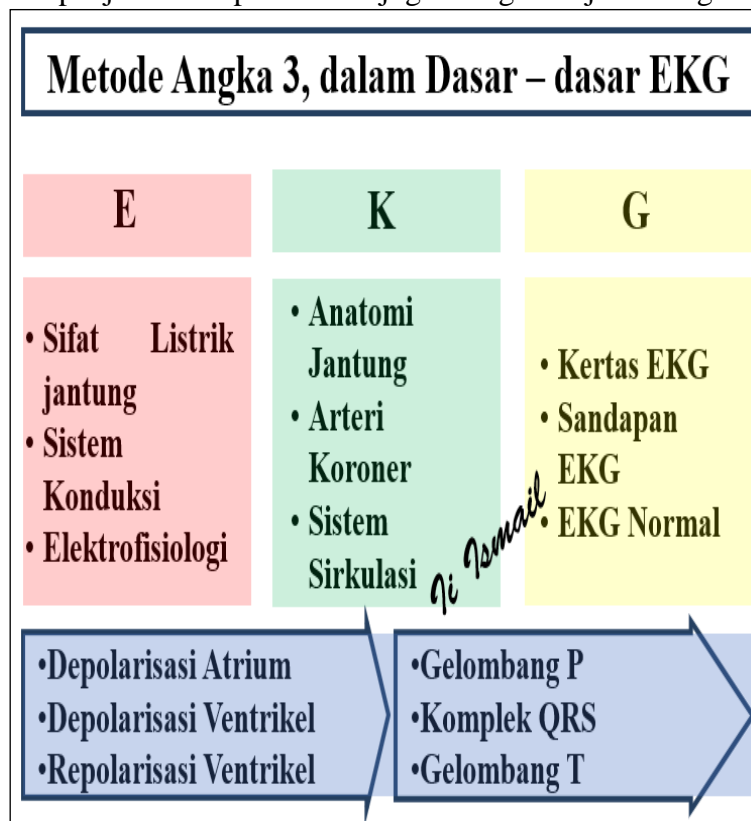 Metode Angka 3, dalam Dasar – dasar EKG
E
• Sifat Listrik
jantung
• Sistem
Konduksi
• Elektrofisiologi
K
• Anatomi
Jantung
• Arteri
Koroner
• Sistem
Sirkulasi
G
• Kertas EKG
• Sandapan
EKG
• EKG Normal
Ii Ismail
•Depolarisasi Atrium
•Depolarisasi Ventrikel
•Repolarisasi Ventrikel
•Gelombang P
•Komplek QRS
•Gelombang T